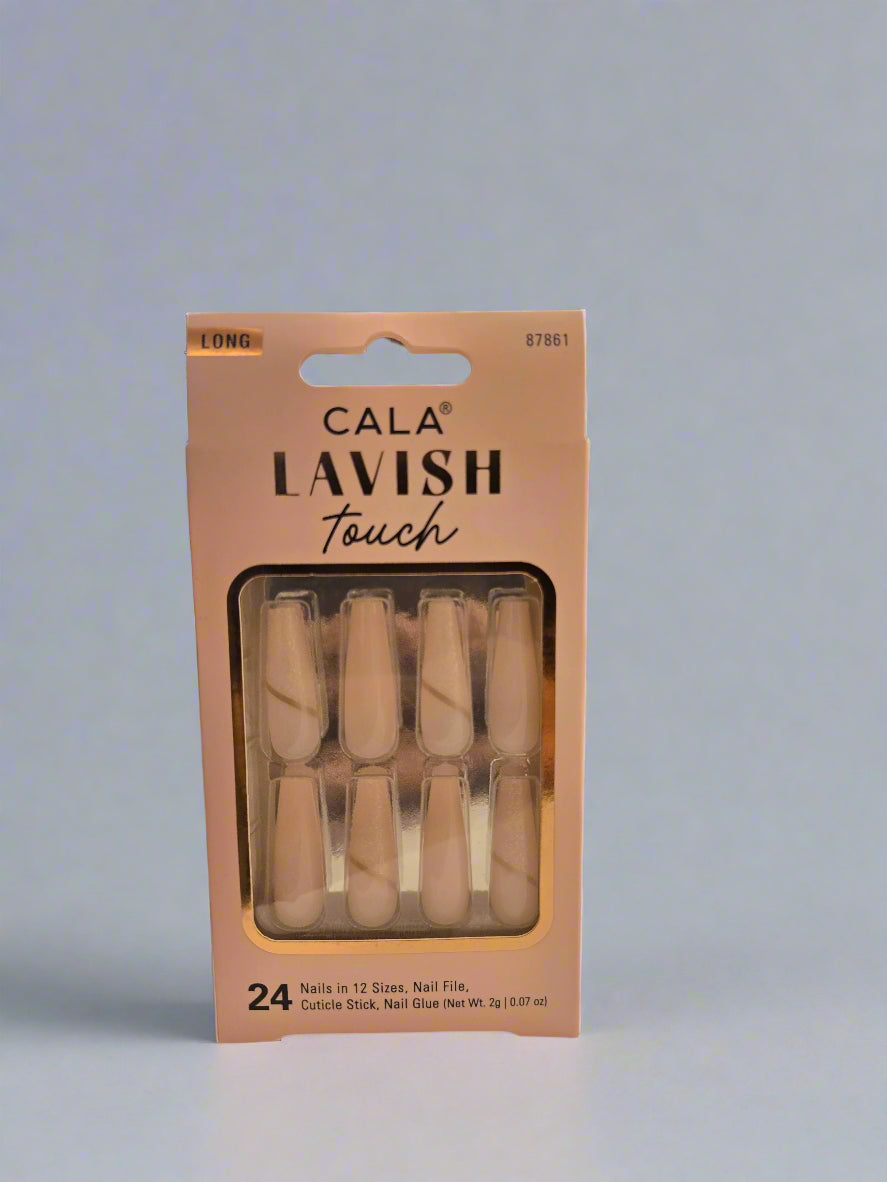 LONG
87861
CALA®
LAVISH
touch
24 Nails in 12 Sizes, Nail File,
Cuticle Stick, Nail Glue (Net Wt. 2g | 0.07 oz)